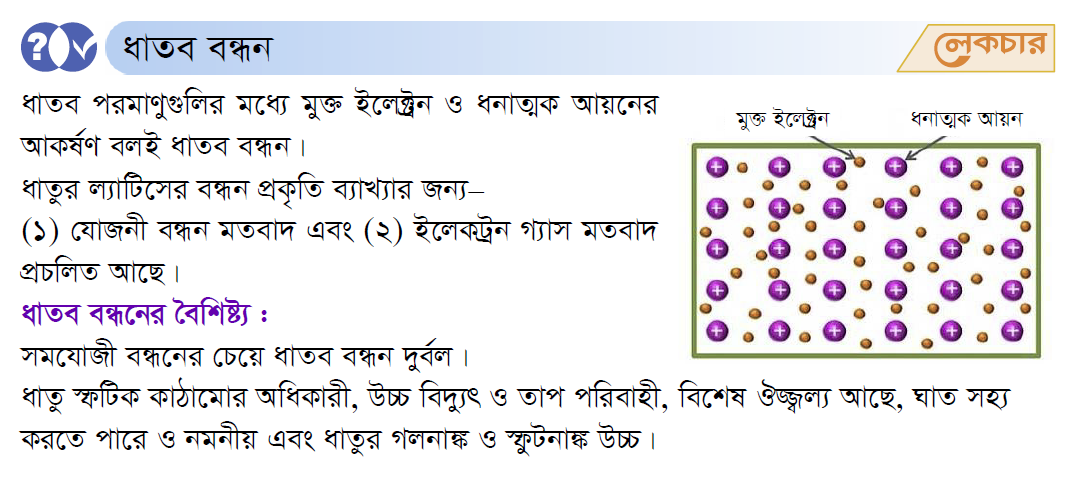 ধাতব বন্ধন
লেকচার
ধাতব পরমাণুগুলির মধ্যে মুক্ত ইলেক্ট্রন ও ধনাত্মক আয়নের
আকর্ষণ বলই ধাতব বন্ধন।
ধাতুর ল্যাটিসের বন্ধন প্রকৃতি ব্যাখ্যার জন্য–
(১) যোজনী বন্ধন মতবাদ এবং (২) ইলেকট্রন গ্যাস মতবাদ
প্রচলিত আছে।
মুক্ত ইলেক্ট্রন
ধনাত্মক আয়ন
ধাতব বন্ধনের বৈশিষ্ট্য :
সমযোজী বন্ধনের চেয়ে ধাতব বন্ধন দুর্বল।
ধাতু স্ফটিক কাঠামোর অধিকারী, উচ্চ বিদ্যুৎ ও তাপ পরিবাহী, বিশেষ ঔজ্জ্বল্য আছে, ঘাত সহ্য
করতে পারে ও নমনীয় এবং ধাতুর গলনাঙ্ক ও স্ফুটনাঙ্ক উচ্চ।